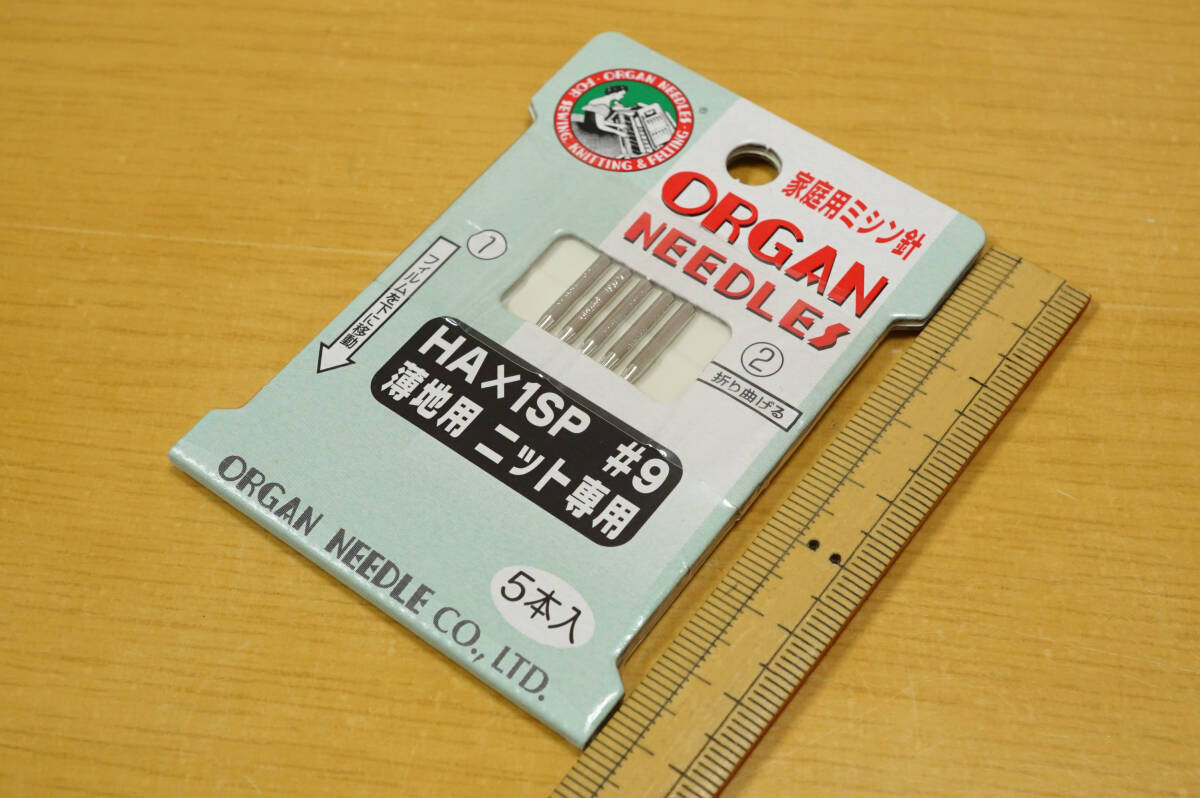 ORGAN NEEDLES
FOR SEWING, KNITTING & FELTING
®
家庭用ミシン針
ORGAN
NEEDLES
1
フィルムを下に移動
2
折り曲げる
HA×1SP #9
薄地用 ニット専用
5本入
ORGAN NEEDLE CO., LTD.